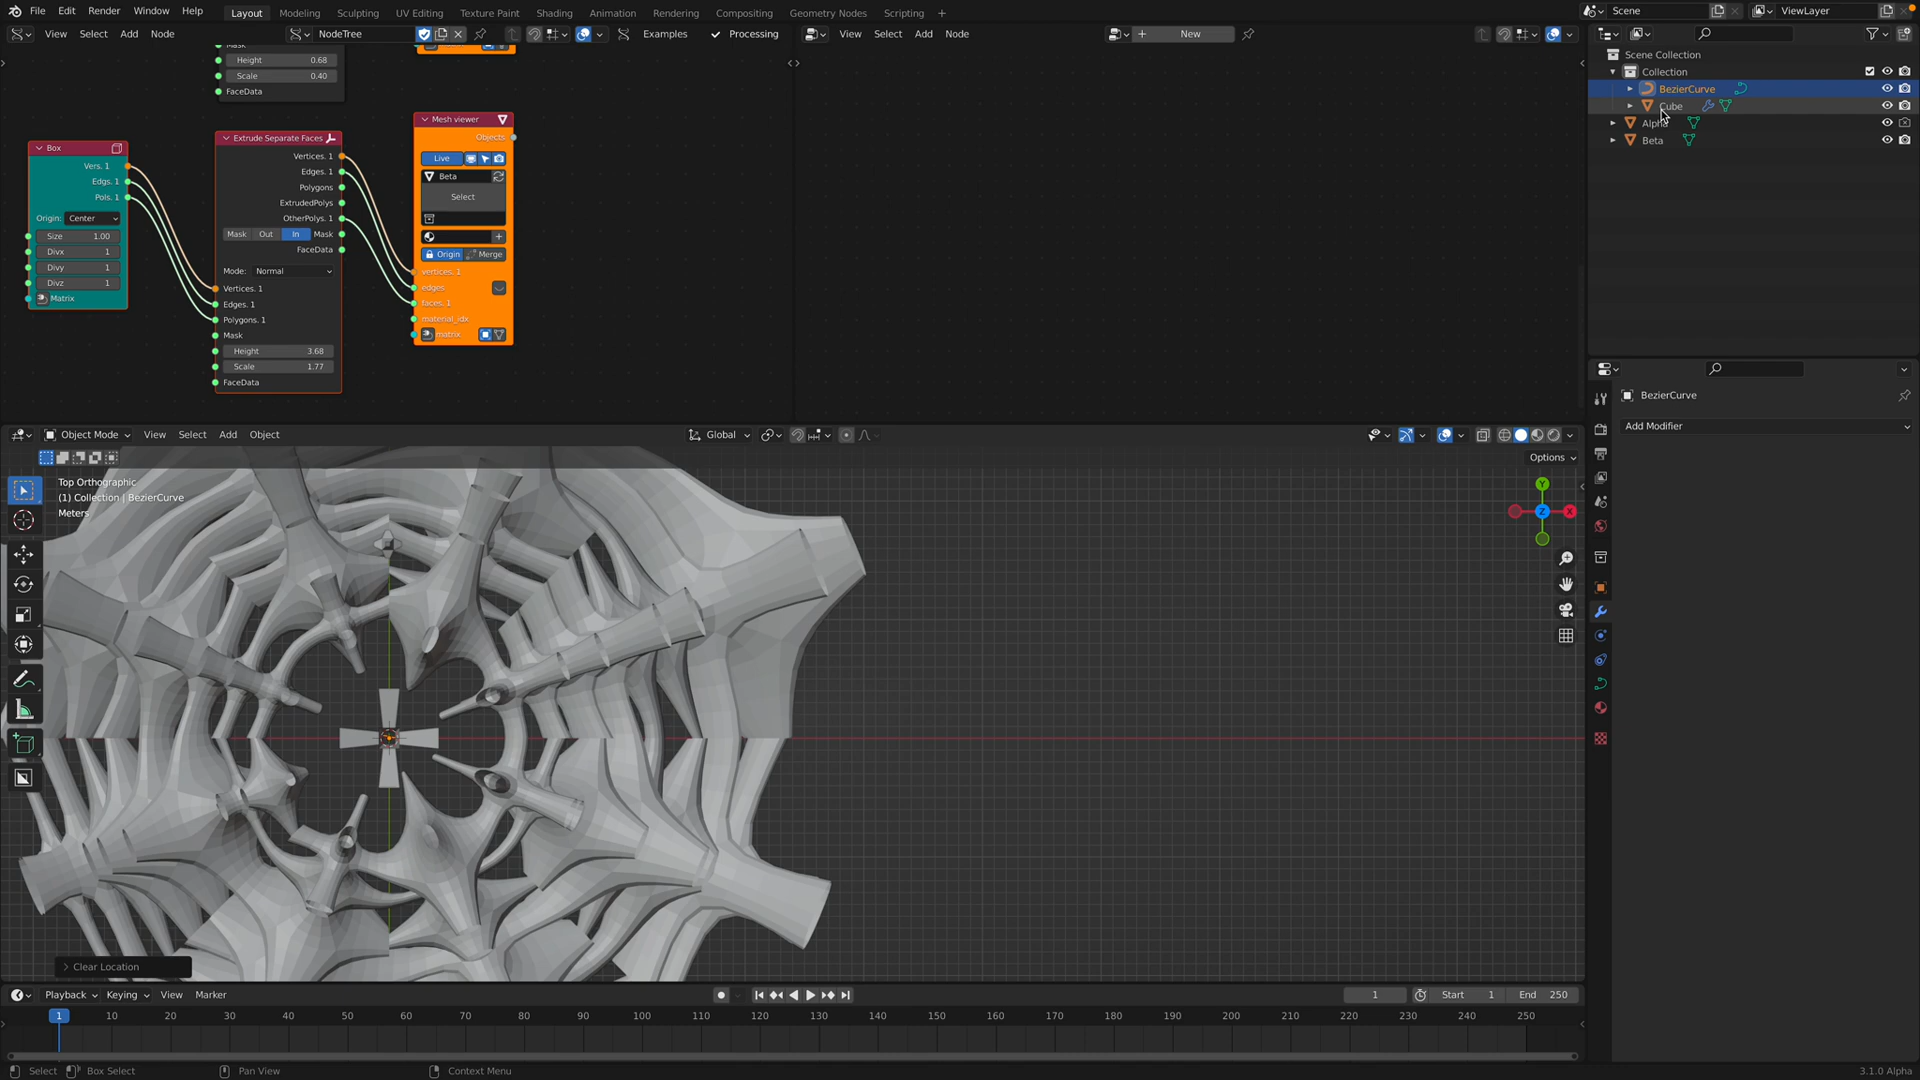 File Edit Render Window Help
Layout Modeling Sculpting UV Editing Texture Paint Shading Animation Rendering Compositing Geometry Nodes Scripting
Scene ViewLayer
View Select Add Node NodeTree Examples Processing
View Select Add Node New
Height 0.68
Scale 0.40
FaceData
Box
Vers. 1
Edgs. 1
Pols. 1
Origin: Center
Size 1.00
Divx 1
Divy 1
Divz 1
Matrix
Extrude Separate Faces
Vertices. 1
Edges. 1
Polygons
ExtrudedPolys
OtherPolys. 1
Mask Out In Mask
FaceData
Mode: Normal
Vertices. 1
Edges. 1
Polygons. 1
Mask
Height 3.68
Scale 1.77
FaceData
Mesh viewer
Objects
Live
Beta
Select
Origin Merge
vertices. 1
edges
faces. 1
material_idx
matrix
Scene Collection
Collection
BezierCurve
Cube
Alpha
Beta
BezierCurve
Add Modifier
Object Mode View Select Add Object Global
Options
Top Orthographic
(1) Collection | BezierCurve
Meters
Y
Z
X
Clear Location
Playback Keying View Marker 1 Start 1 End 250
1 10 20 30 40 50 60 70 80 90 100 110 120 130 140 150 160 170 180 190 200 210 220 230 240 250
Select Box Select Pan View Context Menu 3.1.0 Alpha